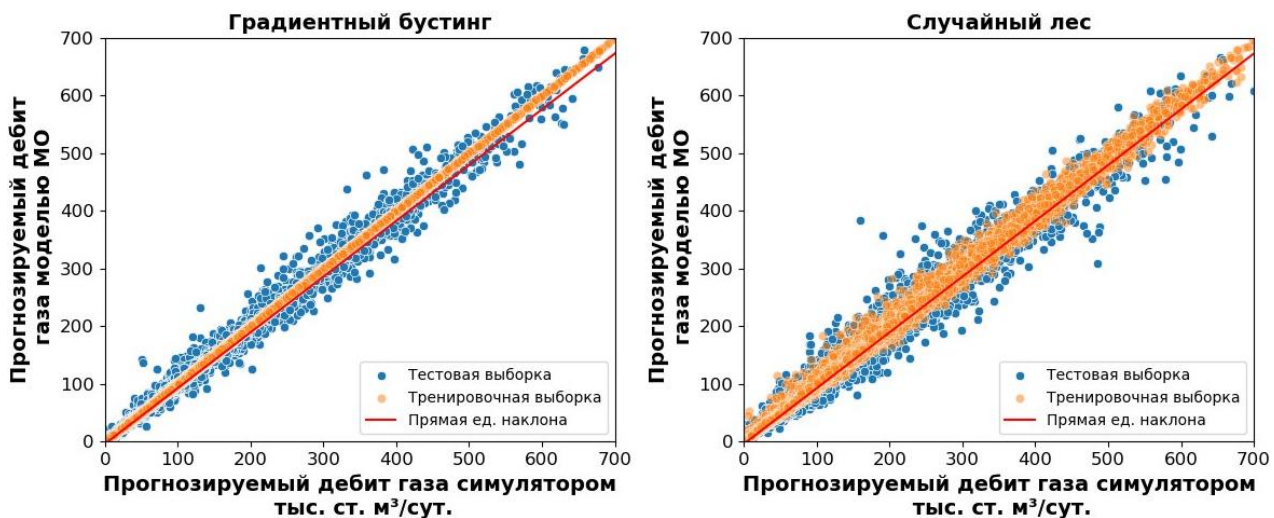 Градиентный бустинг
Прогнозируемый дебит
газа моделью МО
700
600
500
400
300
200
100
0
Тестовая выборка
Тренировочная выборка
Прямая ед. наклона
0 100 200 300 400 500 600 700
Прогнозируемый дебит газа симулятором
тыс. ст. м³/сут.
Случайный лес
Прогнозируемый дебит
газа моделью МО
700
600
500
400
300
200
100
0
Тестовая выборка
Тренировочная выборка
Прямая ед. наклона
0 100 200 300 400 500 600 700
Прогнозируемый дебит газа симулятором
тыс. ст. м³/сут.